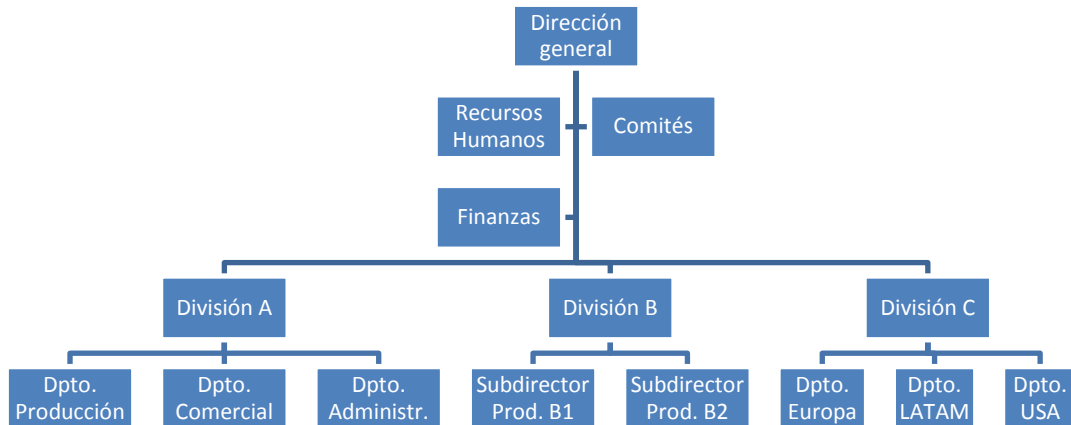 Dirección
general
Recursos
Humanos
Comités
Finanzas
División A
División B
División C
Dpto.
Producción
Dpto.
Comercial
Dpto.
Administr.
Subdirector
Prod. B1
Subdirector
Prod. B2
Dpto.
Europa
Dpto.
LATAM
Dpto.
USA